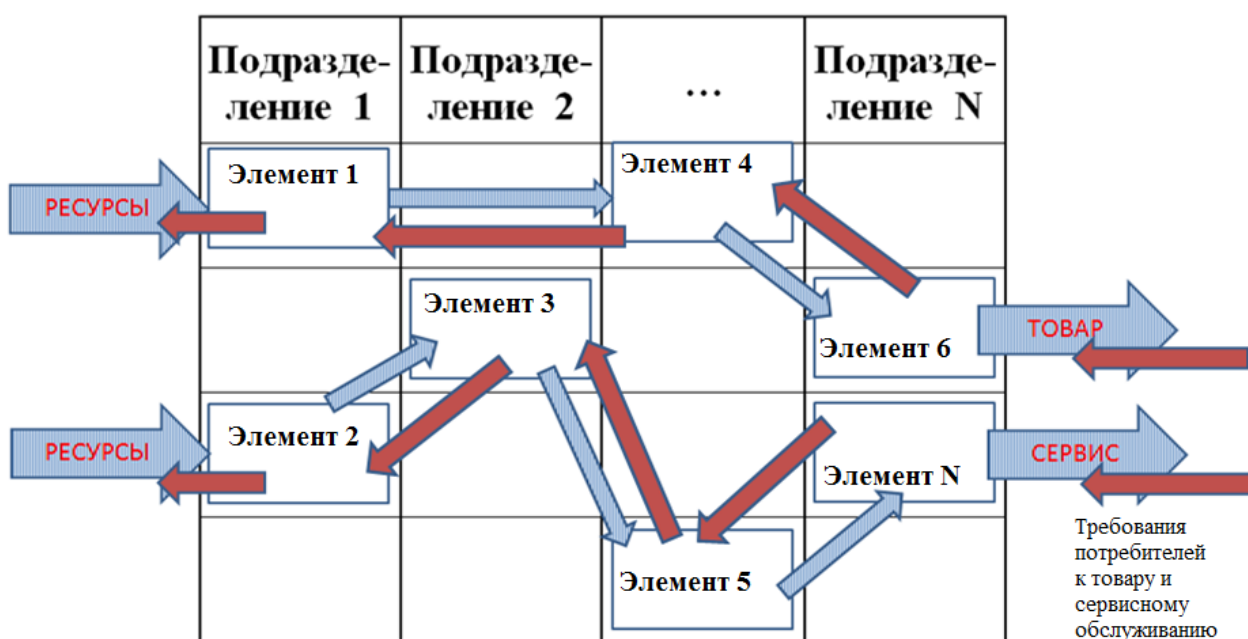 Подразде-
ление 1
Подразде-
ление 2
...
Подразде-
ление N
Элемент 1
Элемент 4
РЕСУРСЫ
Элемент 3
ТОВАР
Элемент 6
Элемент 2
РЕСУРСЫ
СЕРВИС
Элемент N
Элемент 5
Требования
потребителей
к товару и
сервисному
обслуживанию